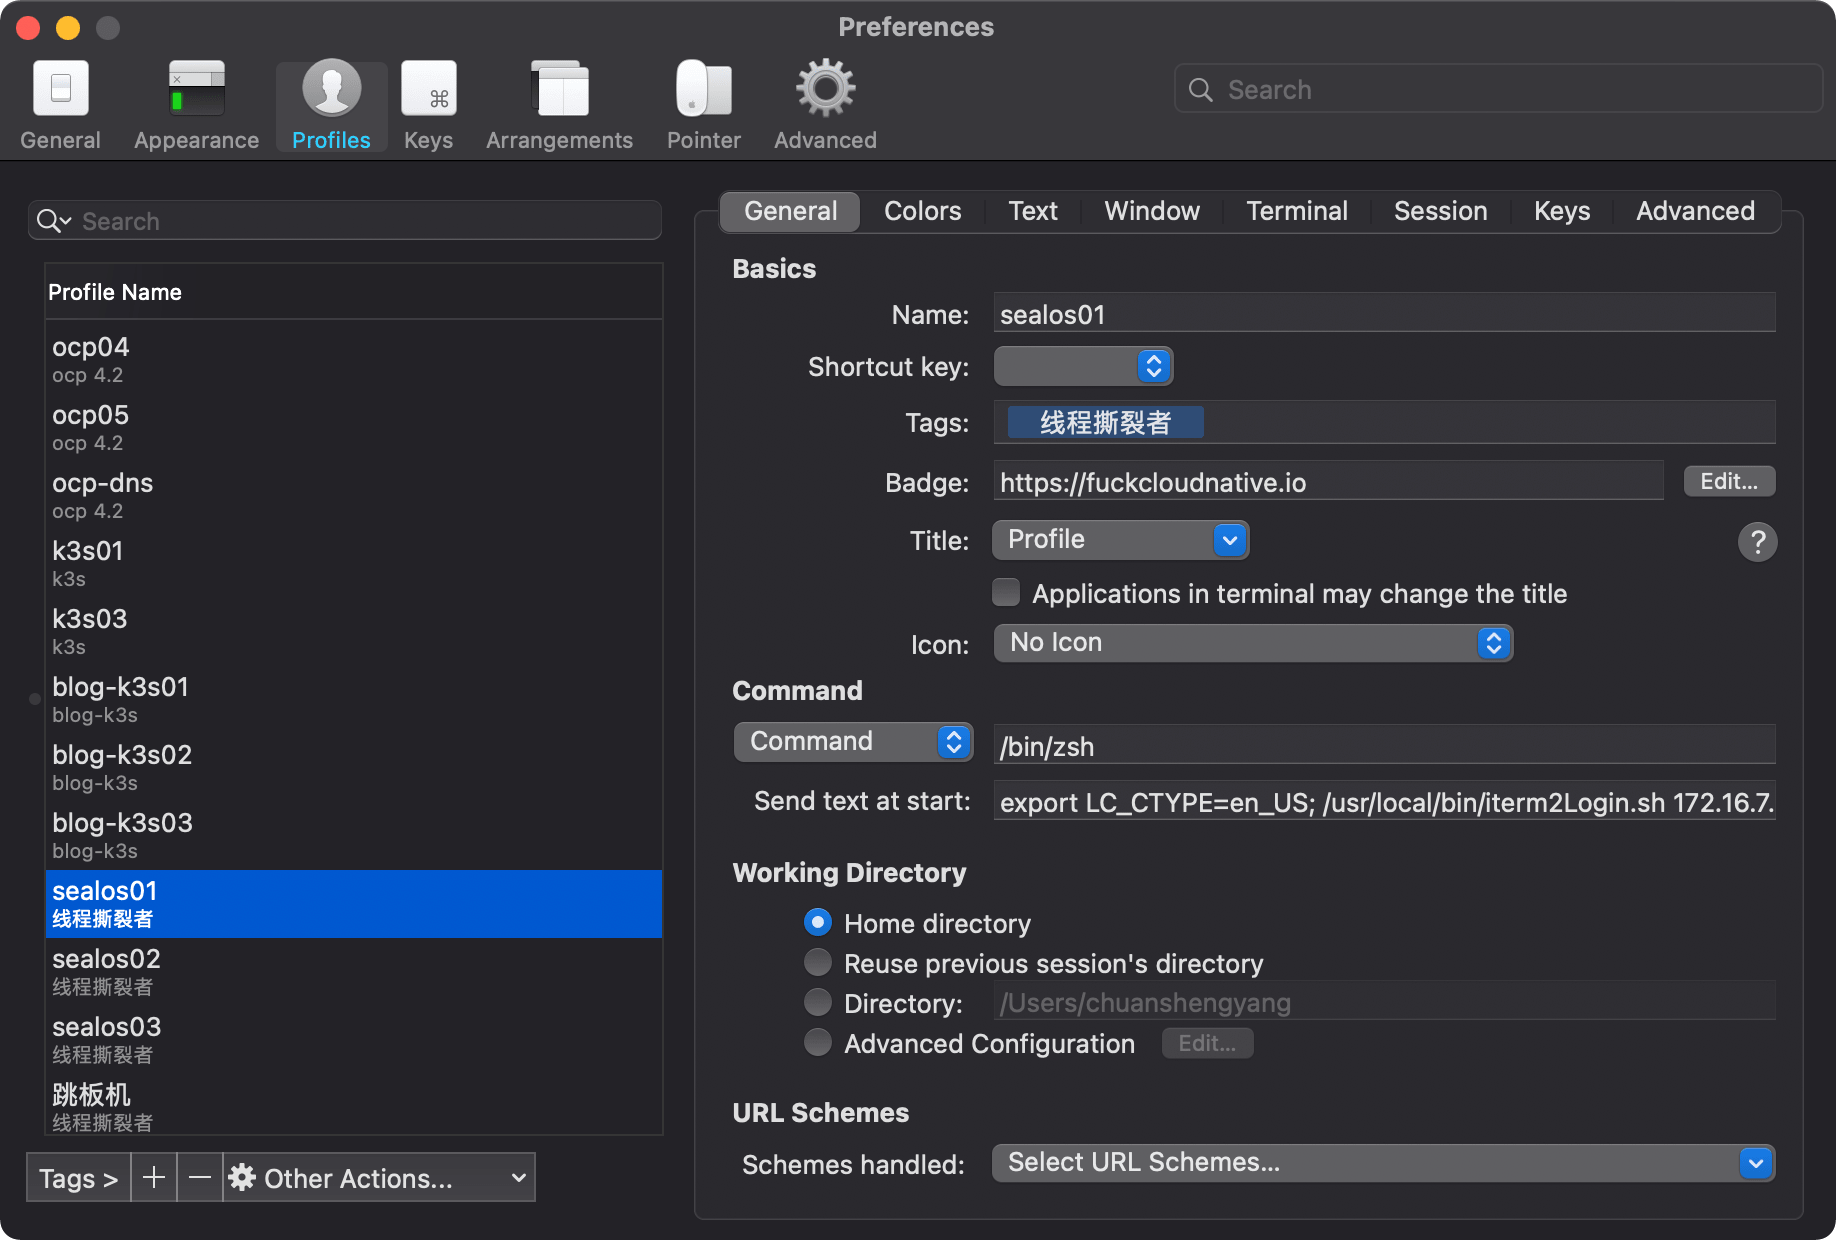 Preferences
General
Appearance
Profiles
⌘
Keys
Arrangements
Pointer
Advanced
Search
Search
Profile Name
ocp04
ocp 4.2
ocp05
ocp 4.2
ocp-dns
ocp 4.2
k3s01
k3s
k3s03
k3s
blog-k3s01
blog-k3s
blog-k3s02
blog-k3s
blog-k3s03
blog-k3s
sealos01
线程撕裂者
sealos02
线程撕裂者
sealos03
线程撕裂者
跳板机
线程撕裂者
Tags >
Other Actions...
General Colors Text Window Terminal Session Keys Advanced
Basics
Name: sealos01
Shortcut key:
Tags: 线程撕裂者
Badge: https://fuckcloudnative.io Edit...
Title: Profile ?
Applications in terminal may change the title
Icon: No Icon
Command
Command /bin/zsh
Send text at start: export LC_CTYPE=en_US; /usr/local/bin/iterm2Login.sh 172.16.7.
Working Directory
Home directory
Reuse previous session's directory
Directory: /Users/chuanshengyang
Advanced Configuration Edit...
URL Schemes
Schemes handled: Select URL Schemes...